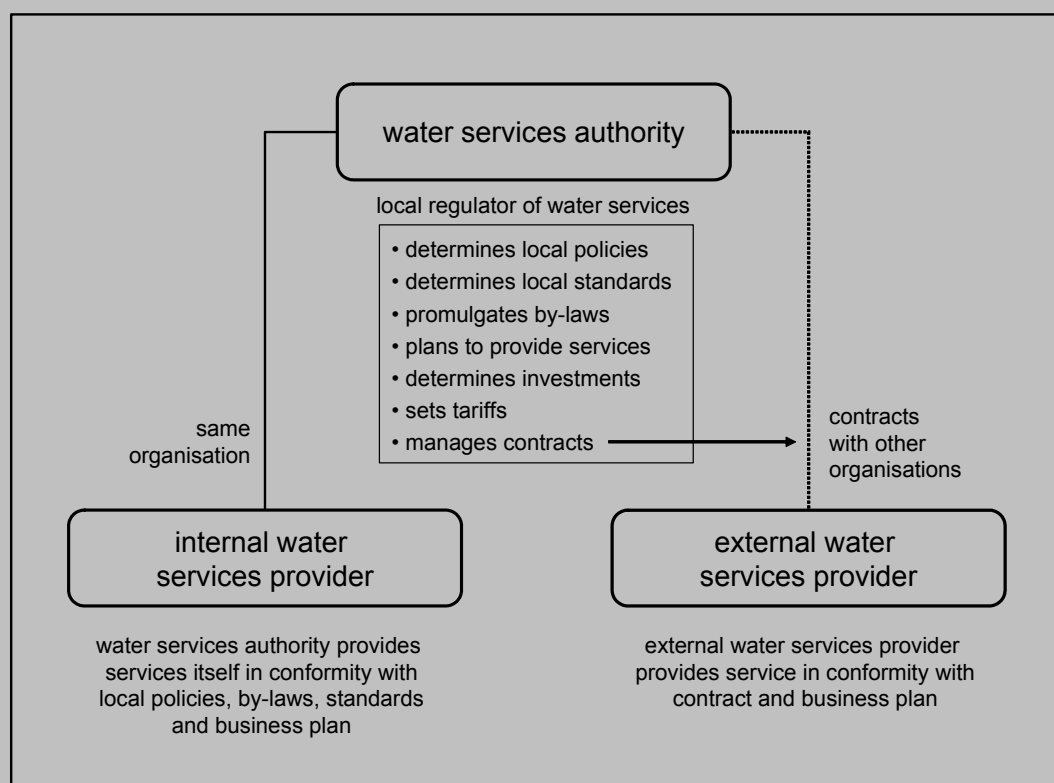 water services authority
local regulator of water services
• determines local policies
• determines local standards
• promulgates by-laws
• plans to provide services
• determines investments
• sets tariffs
• manages contracts
same
organisation
contracts
with other
organisations
internal water
services provider
external water
services provider
water services authority provides
services itself in conformity with
local policies, by-laws, standards
and business plan
external water services provider
provides service in conformity with
contract and business plan